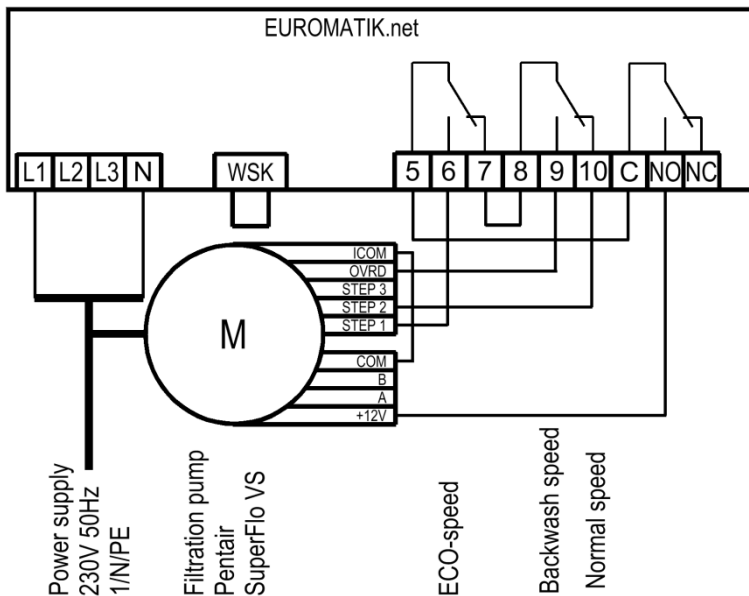 EUROMATIK.net
L1 L2 L3 N
WSK
5 6 7 8 9 10 C NO NC
ICOM
OVRD
STEP 3
STEP 2
STEP 1
M
COM
B
A
+12V
Power supply
230V 50Hz
1/N/PE
Filtration pump
Pentair
SuperFlo VS
ECO-speed
Backwash speed
Normal speed